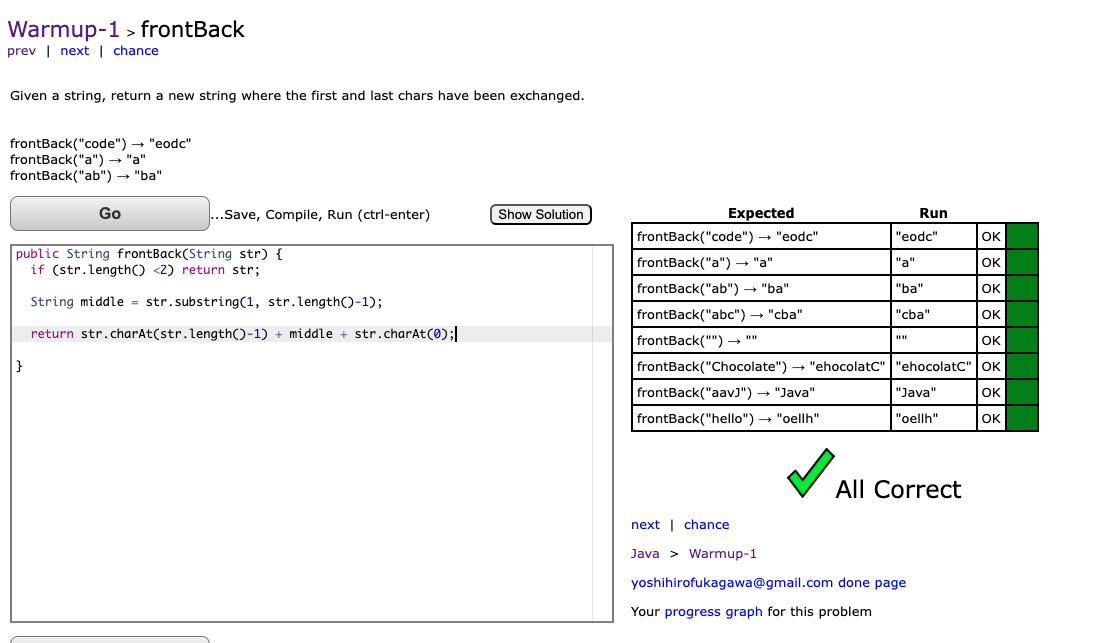 Warmup-1 > frontBack
prev | next | chance
Given a string, return a new string where the first and last chars have been exchanged.
frontBack("code") → "eodc"
frontBack("a") → "a"
frontBack("ab") → "ba"
Go ...Save, Compile, Run (ctrl-enter) Show Solution
public String frontBack(String str) {
if (str.length() <2) return str;
String middle = str.substring(1, str.length()-1);
return str.charAt(str.length()-1) + middle + str.charAt(0);
}
Expected Run
frontBack("code") → "eodc" "eodc" OK
frontBack("a") → "a" "a" OK
frontBack("ab") → "ba" "ba" OK
frontBack("abc") → "cba" "cba" OK
frontBack("") → "" "" OK
frontBack("Chocolate") → "ehocolatC" "ehocolatC" OK
frontBack("aavJ") → "Java" "Java" OK
frontBack("hello") → "oellh" "oellh" OK
All Correct
next | chance
Java > Warmup-1
yoshihirofukagawa@gmail.com done page
Your progress graph for this problem